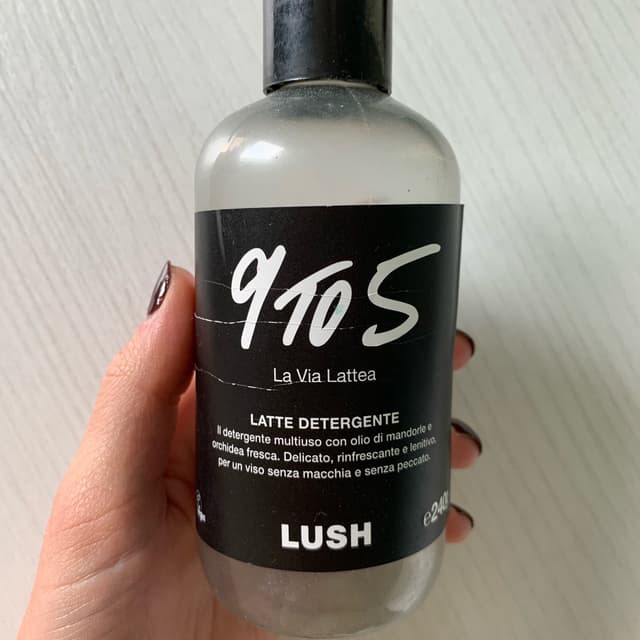 9 TO 5
La Via Lattea
LATTE DETERGENTE
Il detergente multiuso con olio di mandorle e
orchidea fresca. Delicato, rinfrescante e lenitivo,
per un viso senza macchia e senza peccato.
LUSH
℮240